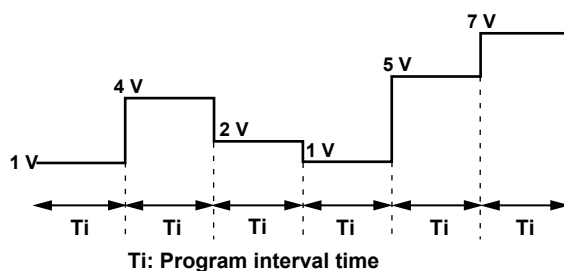 7 V
5 V
4 V
2 V
1 V
1 V
Ti Ti Ti Ti Ti Ti
Ti: Program interval time